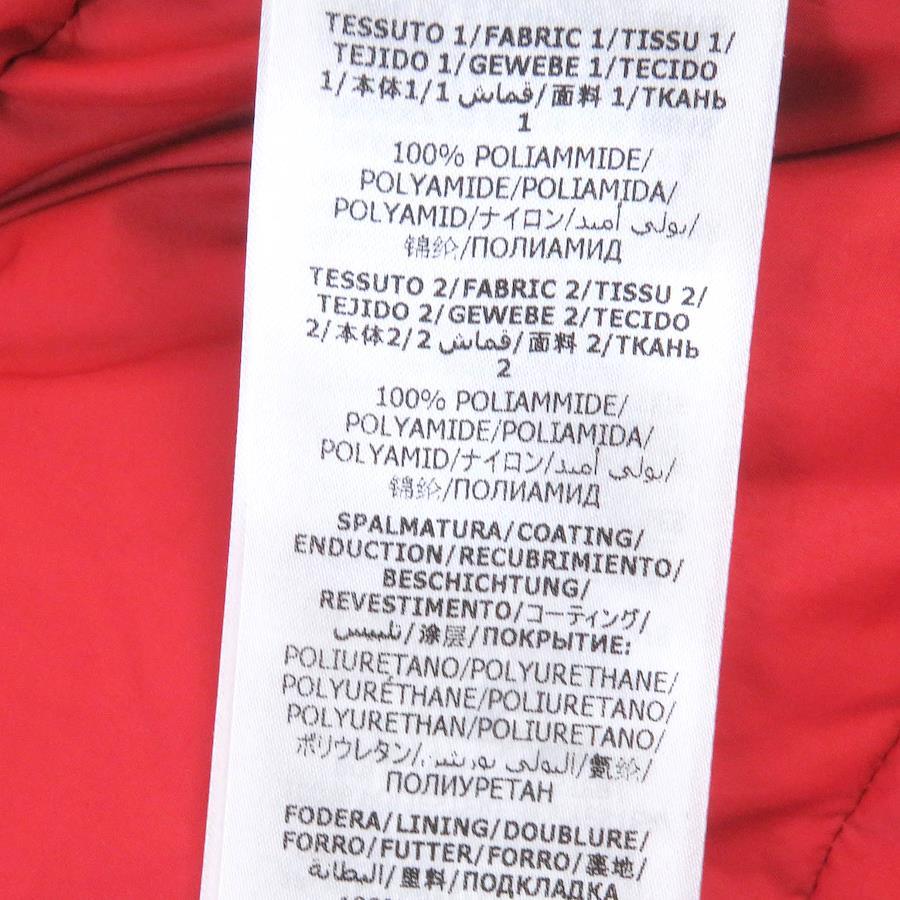 TESSUTO 1/FABRIC 1/TISSU 1/
TEJIDO 1/GEWEBE 1/TECIDO
1/本体1/1 قماش/面料 1/ТКАНЬ
1
100% POLIAMMIDE/
POLYAMIDE/POLIAMIDA/
POLYAMID/ナイロン/بولي أميد/
锦纶/ПОЛИАМИД
TESSUTO 2/FABRIC 2/TISSU 2/
TEJIDO 2/GEWEBE 2/TECIDO
2/本体2/2 قماش/面料 2/ТКАНЬ
2
100% POLIAMMIDE/
POLYAMIDE/POLIAMIDA/
POLYAMID/ナイロン/بولي أميد/
锦纶/ПОЛИАМИД
SPALMATURA/COATING/
ENDUCTION/RECUBRIMIENTO/
BESCHICHTUNG/
REVESTIMENTO/コーティング/
تلبيس/涂层/ПОКРЫТИЕ:
POLIURETANO/POLYURETHANE/
POLYURÉTHANE/POLIURETANO/
POLYURETHAN/POLIURETANO/
ポリウレタン/البولي يوريثين/氨纶/
ПОЛИУРЕТАН
FODERA/LINING/DOUBLURE/
FORRO/FUTTER/FORRO/裏地/
البطانة/里料/ПОДКЛАДКА